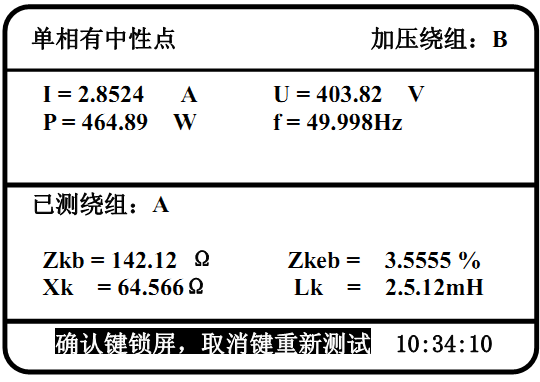 单相有中性点 加压绕组：B
I = 2.8524 A U = 403.82 V
P = 464.89 W f = 49.998Hz
已测绕组：A
Zkb = 142.12 Ω Zkeb = 3.5555 %
Xk = 64.566 Ω Lk = 2.5.12mH
确认键锁屏，取消键重新测试 10:34:10